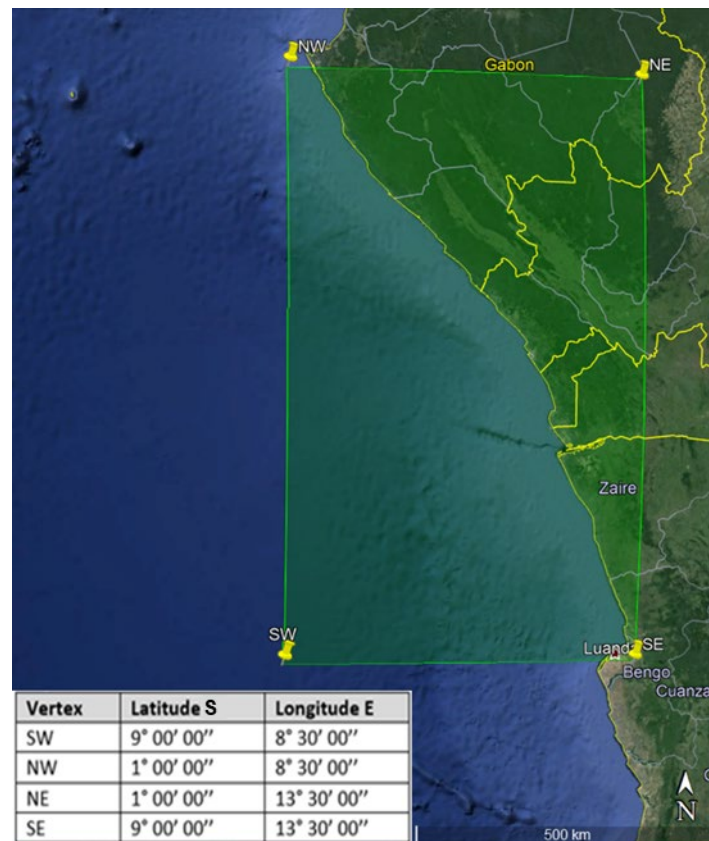 NW
Gabon
NE
Zaire
SW
SE
Luand
Bengo
Cuanza
Vertex Latitude S Longitude E
SW 9° 00’ 00’’ 8° 30’ 00’’
NW 1° 00’ 00’’ 8° 30’ 00’’
NE 1° 00’ 00’’ 13° 30’ 00’’
SE 9° 00’ 00’’ 13° 30’ 00’’
N
500 km